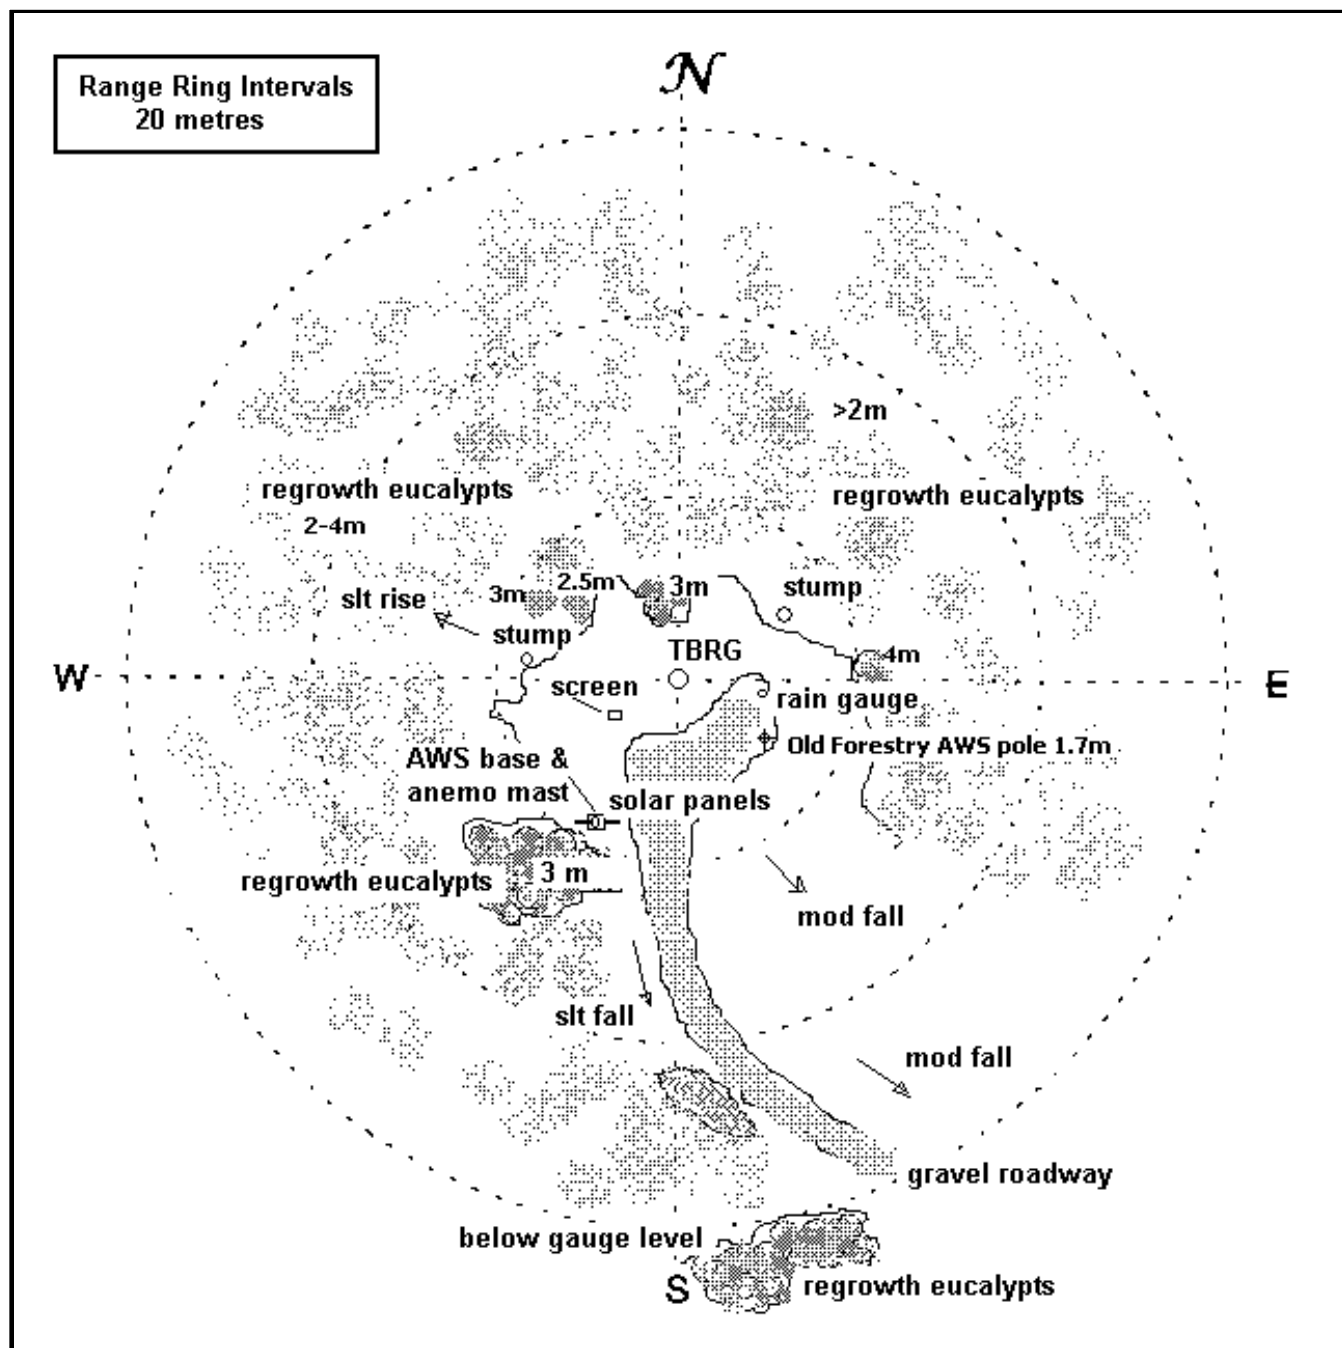 N
Range Ring Intervals
20 metres
>2m
regrowth eucalypts
regrowth eucalypts
2-4m
2.5m
3m
stump
3m
slt rise
stump
TBRG
4m
W
E
screen
rain gauge
Old Forestry AWS pole 1.7m
AWS base &
anemo mast
solar panels
3 m
regrowth eucalypts
mod fall
slt fall
mod fall
gravel roadway
below gauge level
S
regrowth eucalypts